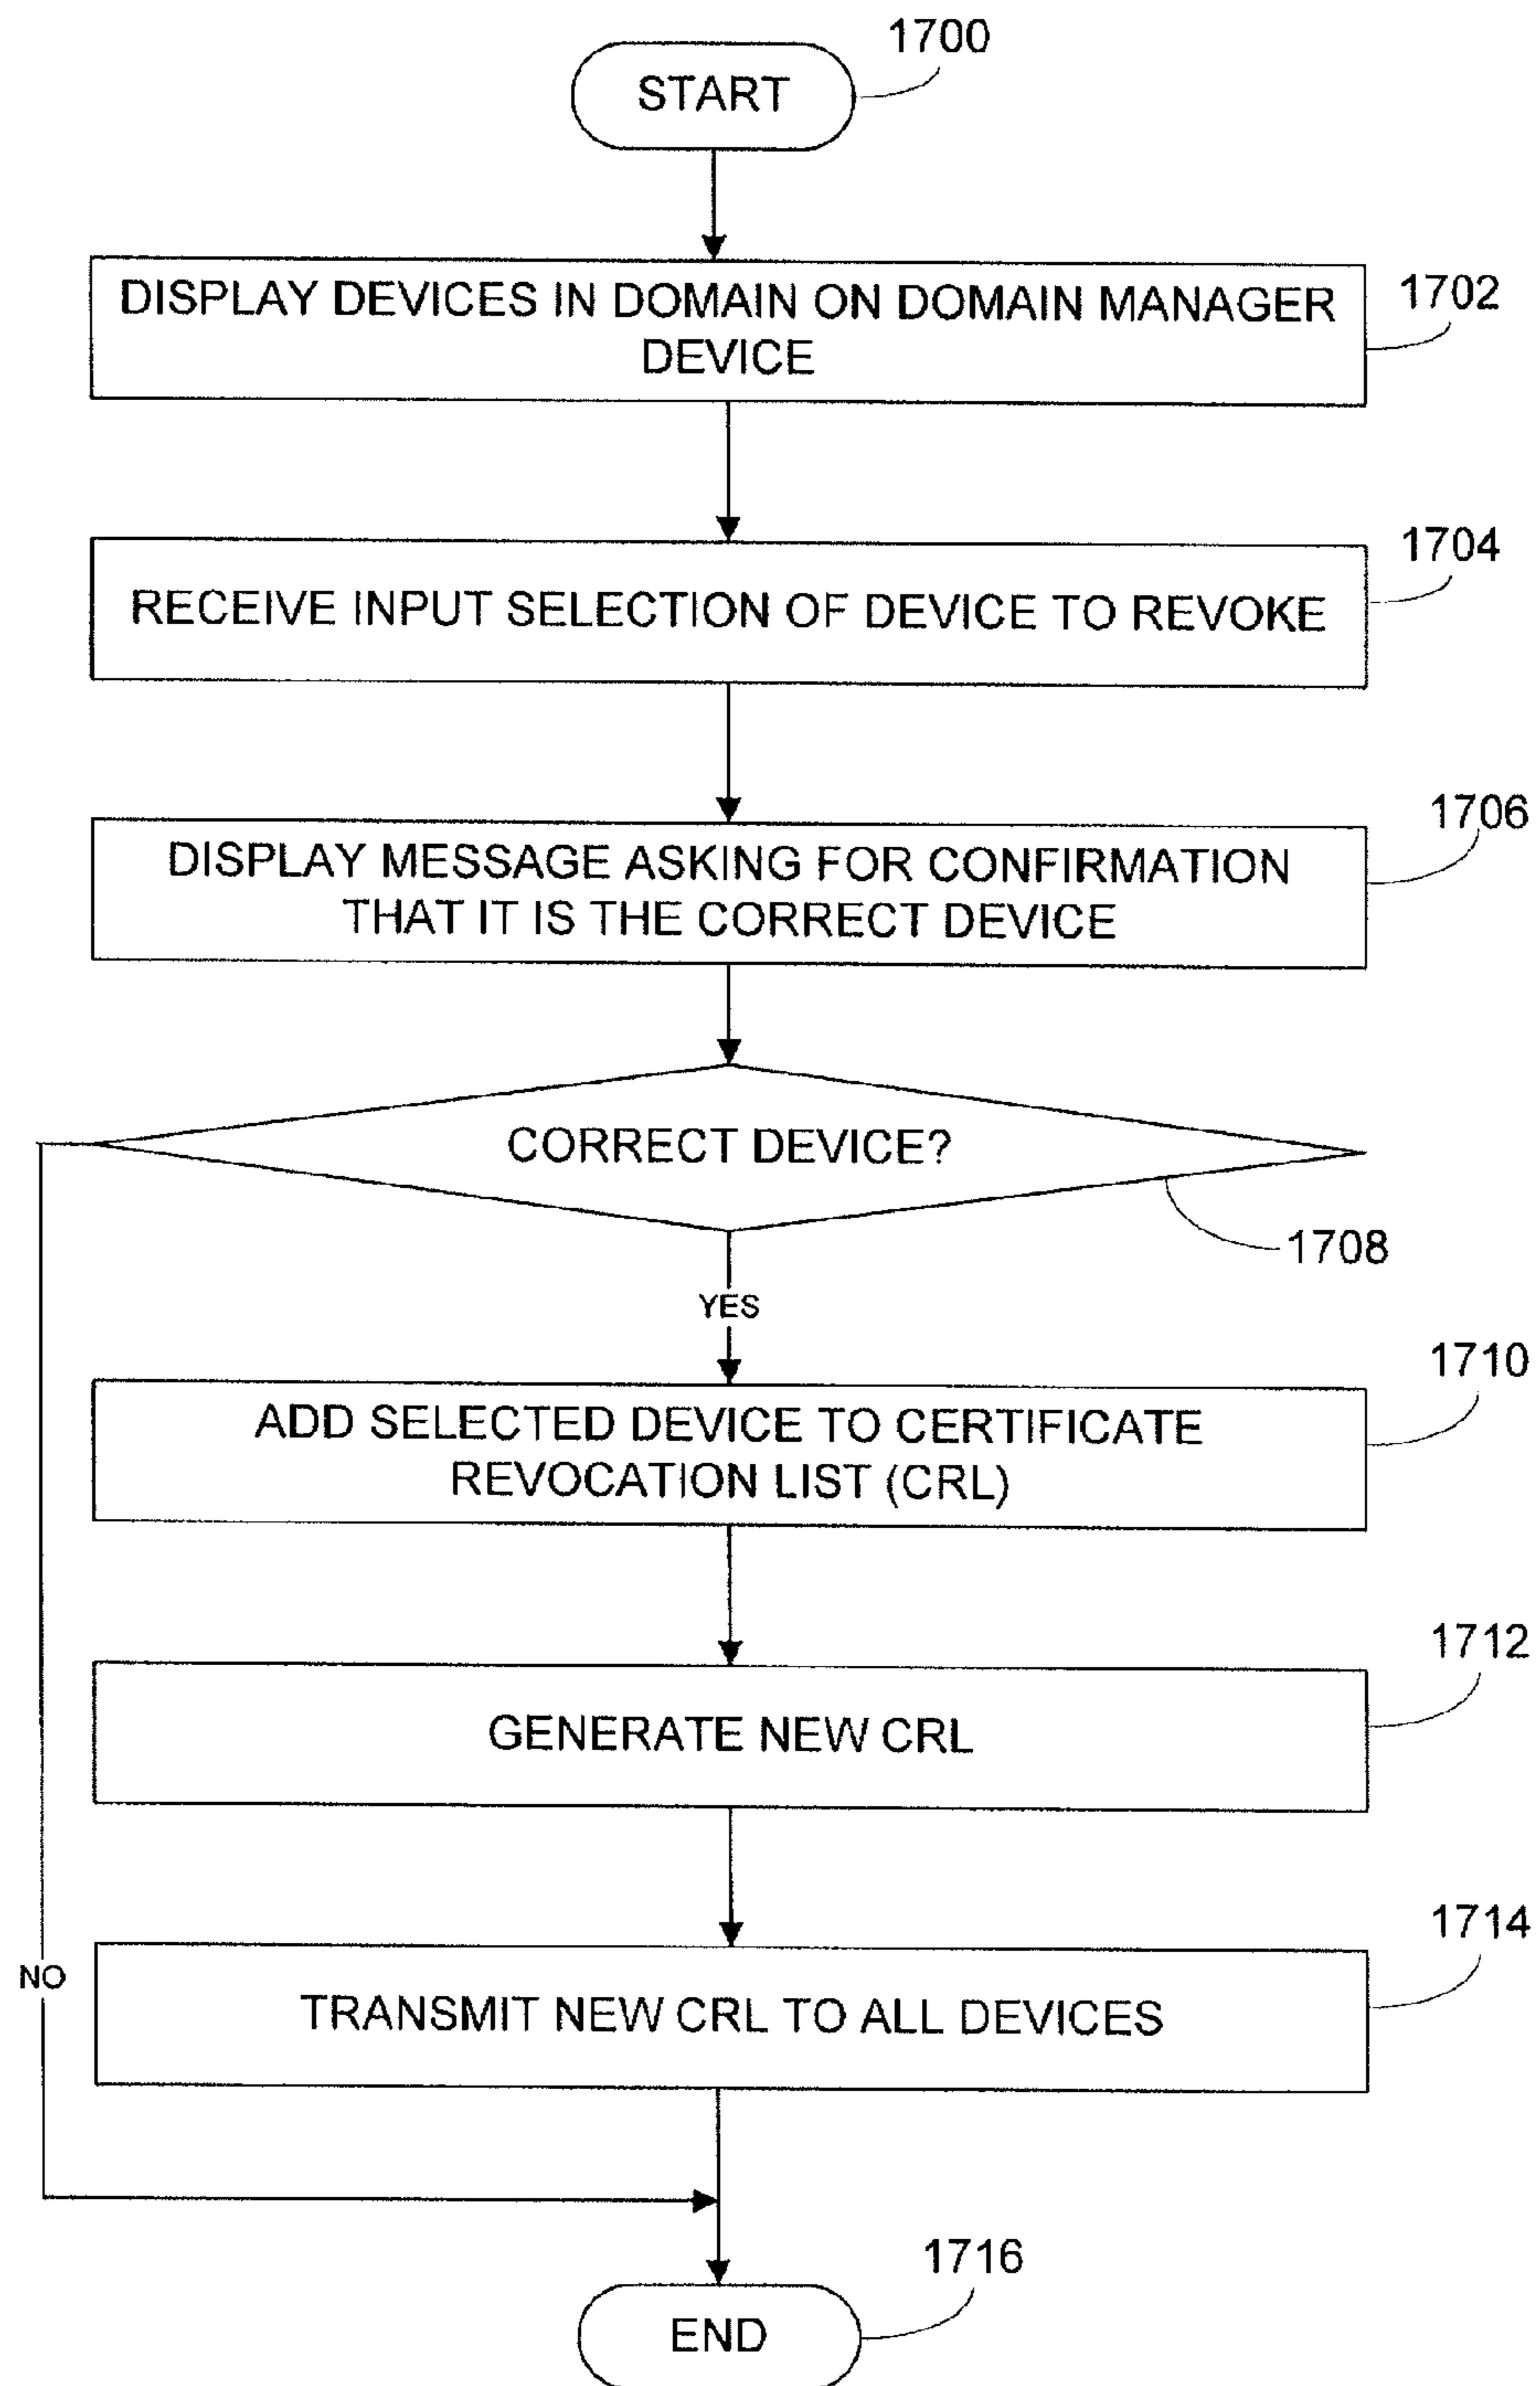 1700
START
1702
DISPLAY DEVICES IN DOMAIN ON DOMAIN MANAGER
DEVICE
1704
RECEIVE INPUT SELECTION OF DEVICE TO REVOKE
1706
DISPLAY MESSAGE ASKING FOR CONFIRMATION
THAT IT IS THE CORRECT DEVICE
CORRECT DEVICE?
1708
YES
1710
ADD SELECTED DEVICE TO CERTIFICATE
REVOCATION LIST (CRL)
1712
GENERATE NEW CRL
1714
NO
TRANSMIT NEW CRL TO ALL DEVICES
1716
END